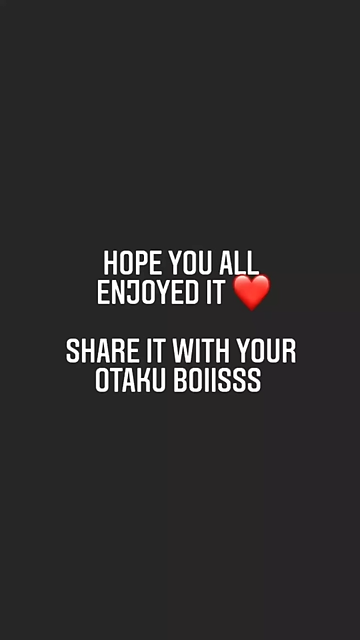 HOPE YOU ALL
ENJOYED IT ❤️
SHARE IT WITH YOUR
OTAKU BOIISSS